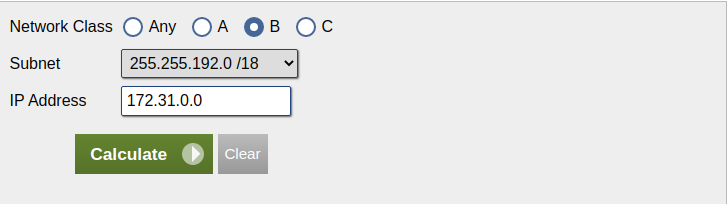 Network Class Any A B C
Subnet 255.255.192.0 /18
IP Address 172.31.0.0
Calculate Clear